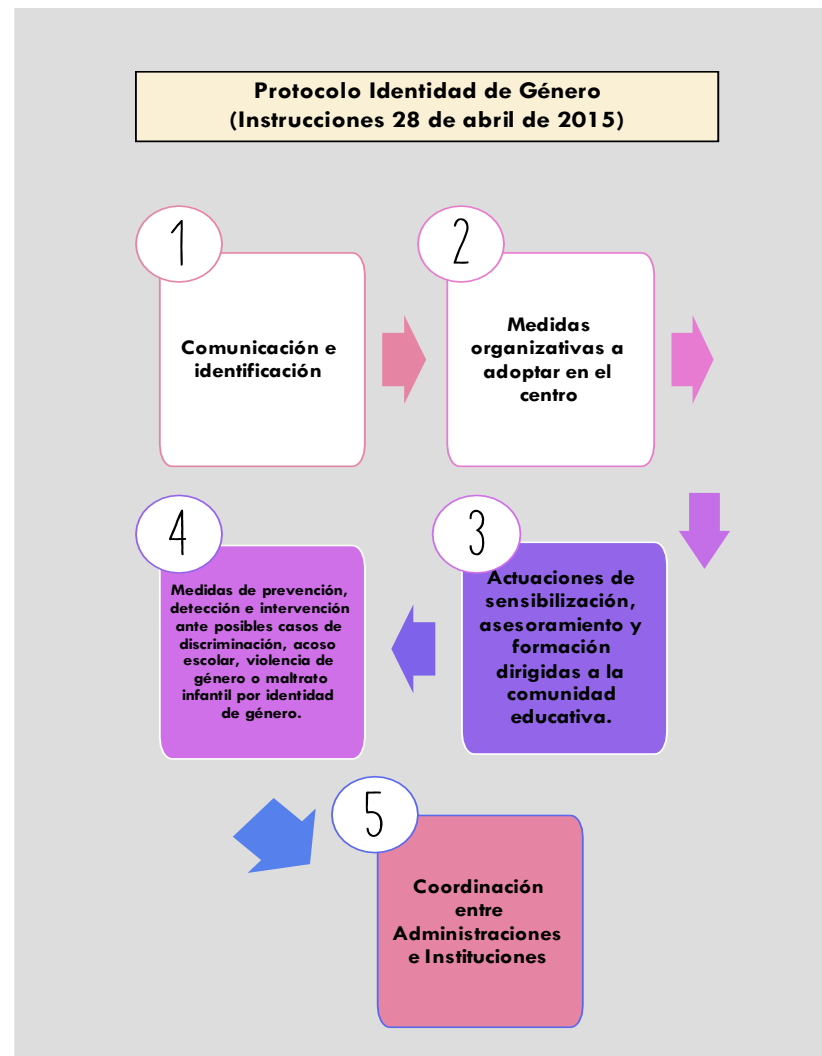 Protocolo Identidad de Género
(Instrucciones 28 de abril de 2015)
1
Comunicación e
identificación
2
Medidas
organizativas a
adoptar en el
centro
3
Actuaciones de
sensibilización,
asesoramiento y
formación
dirigidas a la
comunidad
educativa.
4
Medidas de prevención,
detección e intervención
ante posibles casos de
discriminación, acoso
escolar, violencia de
género o maltrato
infantil por identidad
de género.
5
Coordinación
entre
Administraciones
e Instituciones